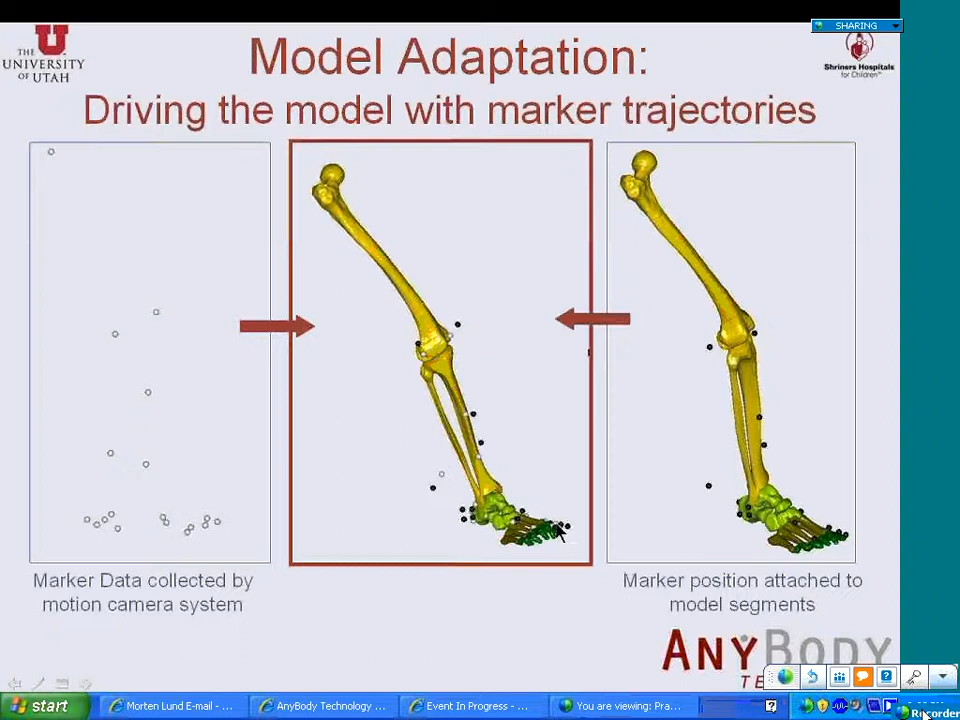 SHARING
THE
UNIVERSITY
OF UTAH
Model Adaptation:
Shriners Hospitals
for Children™
Driving the model with marker trajectories
Marker Data collected by
motion camera system
Marker position attached to
model segments
ANYBODY
TE
start
Morten Lund E-mail - ...
AnyBody Technology ...
Event In Progress - ...
You are viewing: Pra...
Recorder